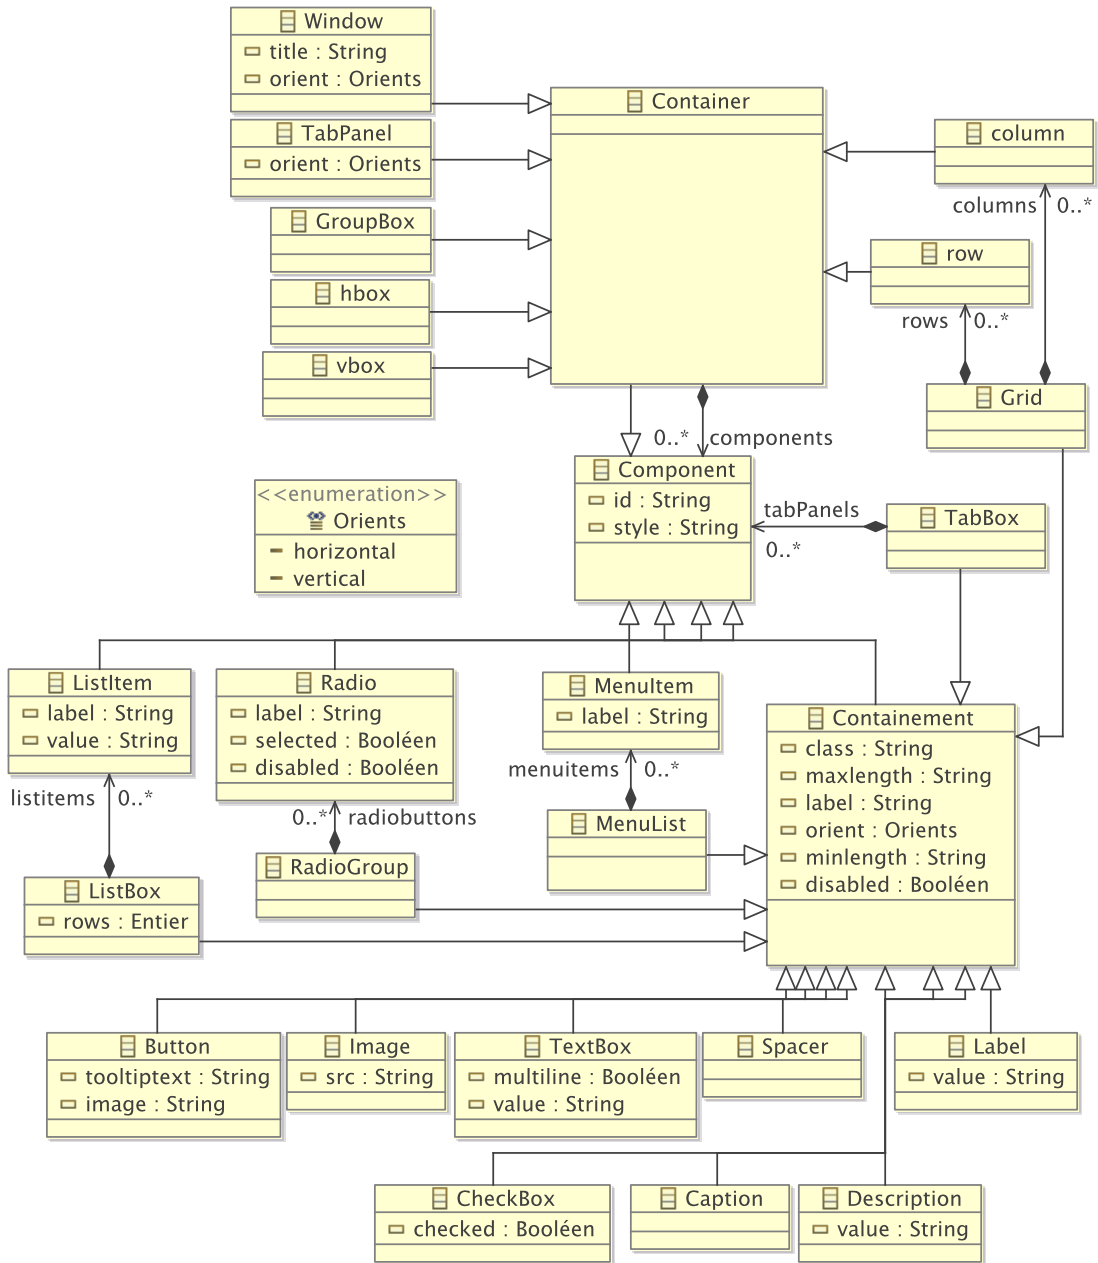 Window
title : String
orient : Orients
Container
TabPanel
orient : Orients
column
columns
0..*
GroupBox
row
rows
0..*
hbox
vbox
Grid
0..*
components
Component
id : String
style : String
<<enumeration>>
Orients
horizontal
vertical
tabPanels
0..*
TabBox
ListItem
label : String
value : String
Radio
label : String
selected : Booléen
disabled : Booléen
MenuItem
label : String
Containement
class : String
maxlength : String
label : String
orient : Orients
minlength : String
disabled : Booléen
listitems
0..*
0..*
radiobuttons
menuitems
0..*
MenuList
RadioGroup
ListBox
rows : Entier
Button
tooltiptext : String
image : String
Image
src : String
TextBox
multiline : Booléen
value : String
Spacer
Label
value : String
CheckBox
checked : Booléen
Caption
Description
value : String